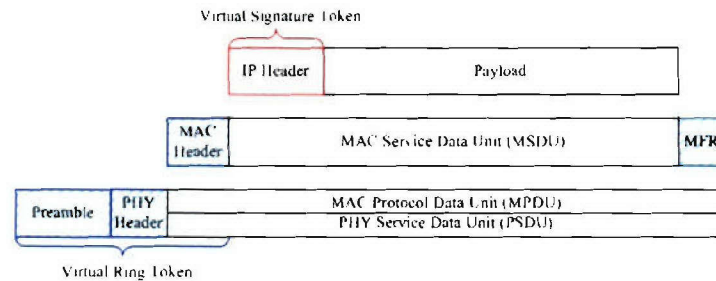 Virtual Signature Token
IP Header
Payload
MAC
Header
MAC Service Data Unit (MSDU)
MFR
Preamble
PHY
Header
MAC Protocol Data Unit (MPDU)
PHY Service Data Unit (PSDU)
Virtual Ring Token